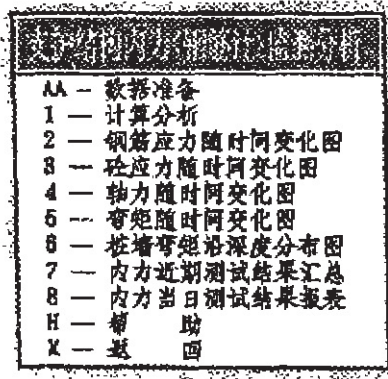 AA — 数据准备
1 — 计算分析
2 — 钢筋应力随时间变化图
3 — 砼应力随时间变化图
4 — 轴力随时间变化图
5 — 弯矩随时间变化图
6 — 桩墙弯矩沿深度分布图
7 — 内力近期测试结果汇总
8 — 内力当日测试结果报表
H — 帮 助
X — 退 回